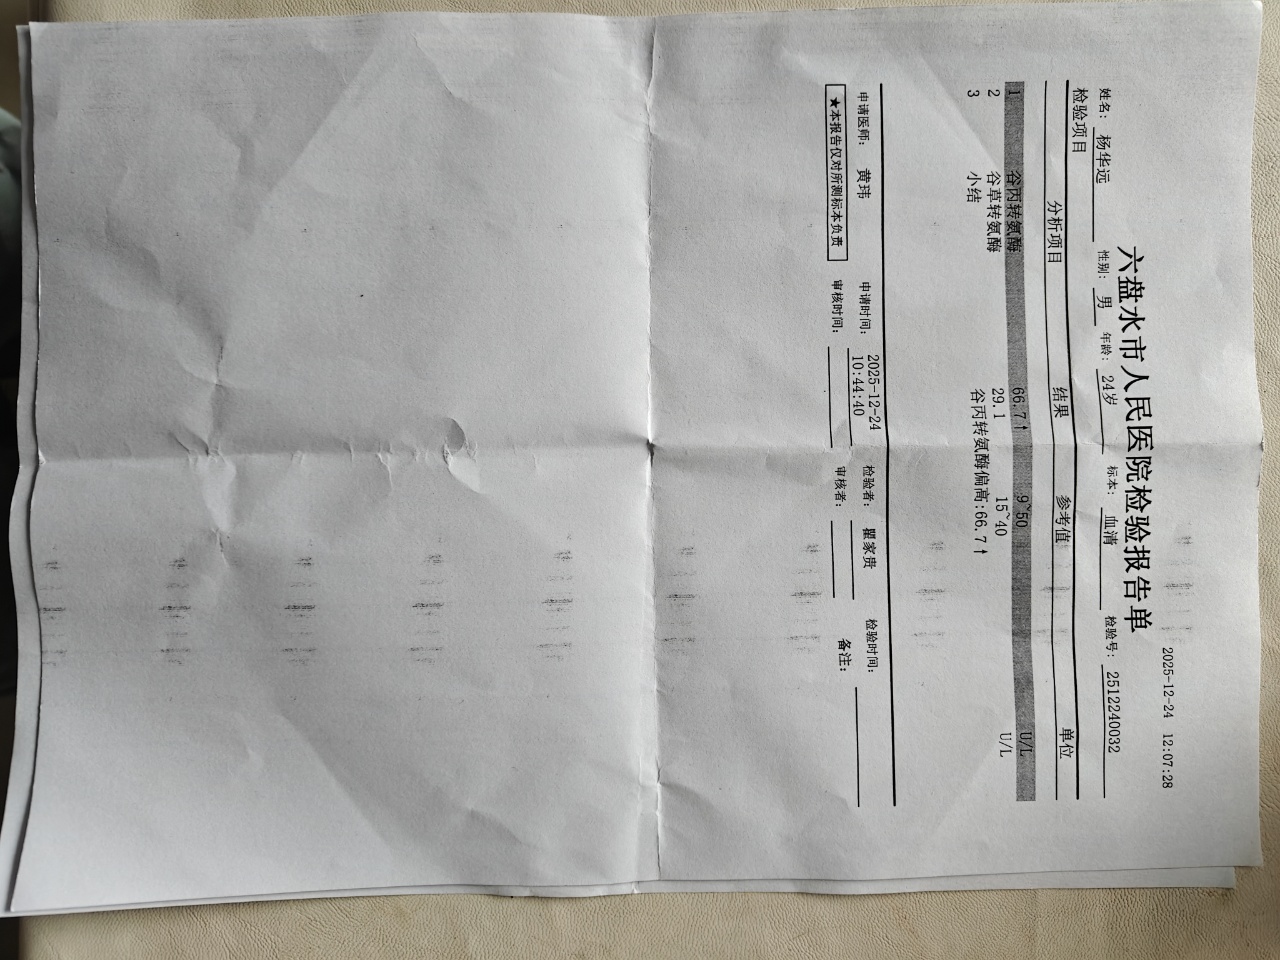 六盘水市人民医院检验报告单
2025-12-24 12:07:28
姓名: 杨华远 性别: 男 年龄: 24岁 标本: 血清 检验号: 2512240032
检验项目
分析项目 结果 参考值 单位
1 谷丙转氨酶 66.7↑ 9~50 U/L
2 谷草转氨酶 29.1 15~40 U/L
3 小结 谷丙转氨酶偏高:66.7↑
申请医师: 黄玮 申请时间: 2025-12-24 10:44:40 检验者: 瞿家贵 检验时间:
★本报告仅对所测标本负责 审核时间: 审核者: 备注: